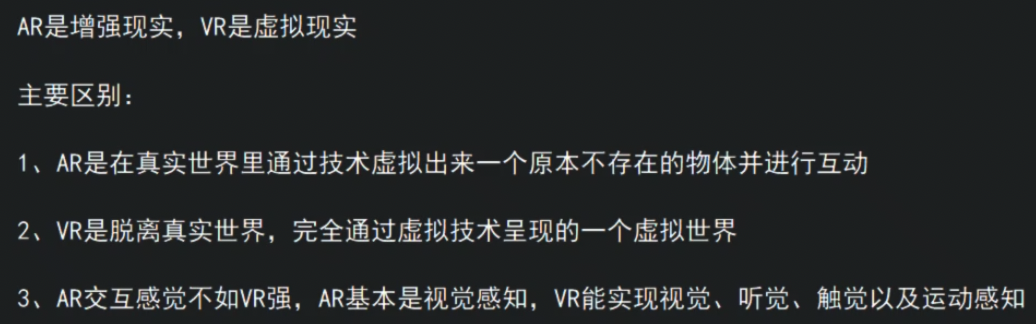 AR是增强现实，VR是虚拟现实
主要区别：
1、AR是在真实世界里通过技术虚拟出来一个原本不存在的物体并进行互动
2、VR是脱离真实世界，完全通过虚拟技术呈现的一个虚拟世界
3、AR交互感觉不如VR强，AR基本是视觉感知，VR能实现视觉、听觉、触觉以及运动感知